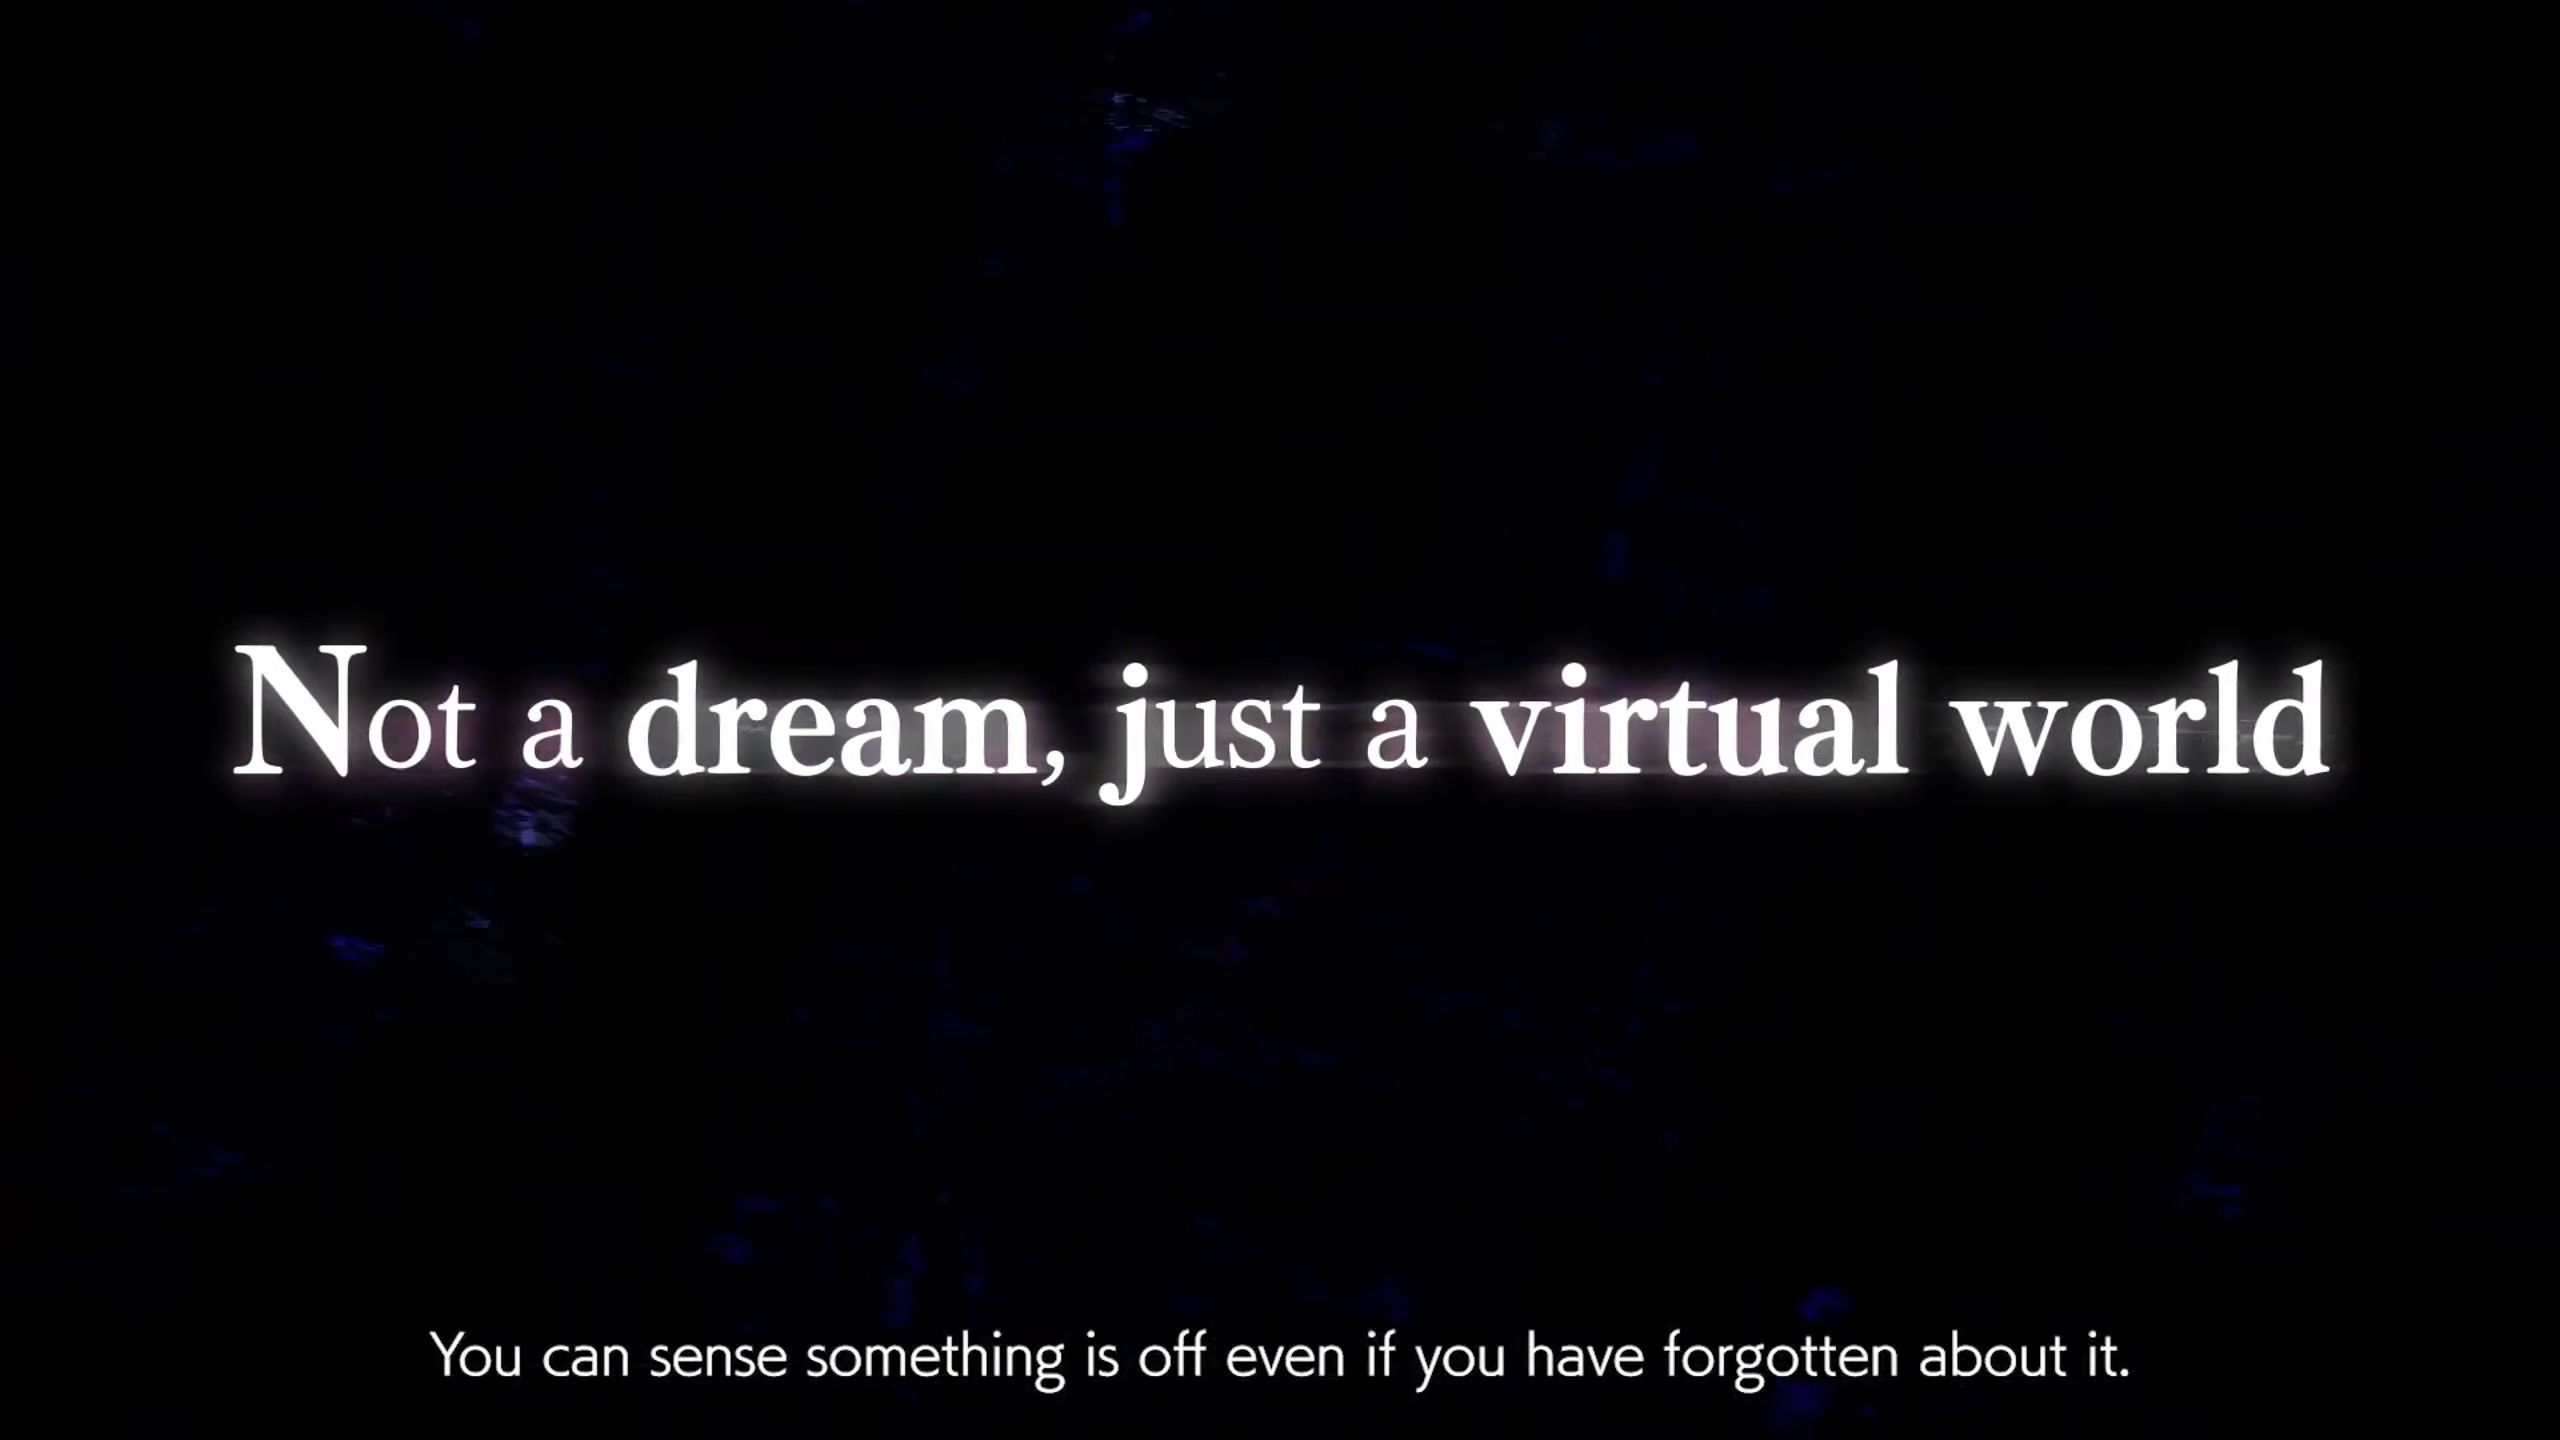 Not a dream, just a virtual world
You can sense something is off even if you have forgotten about it.